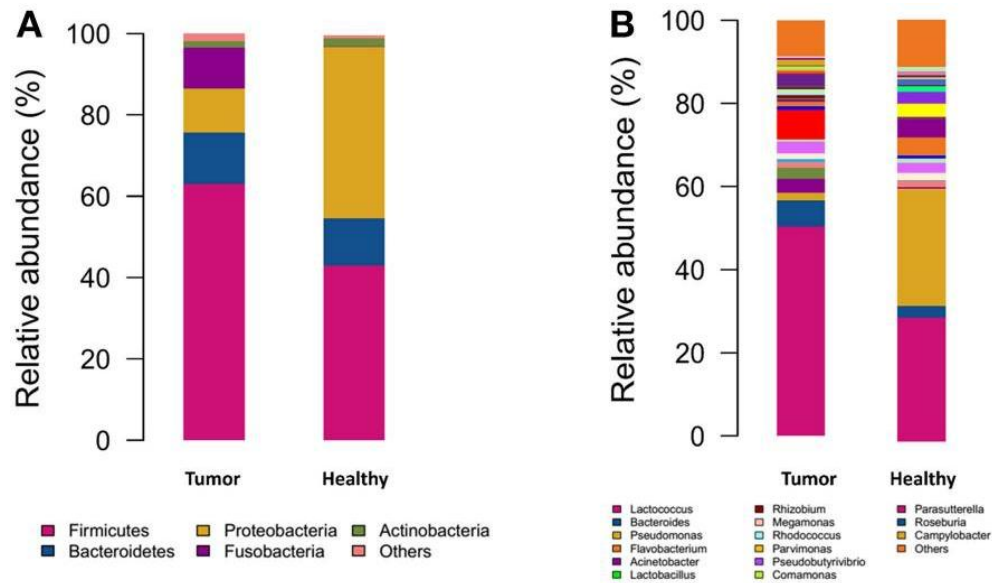 A
Relative abundance (%)
100
80
60
40
20
0
Tumor Healthy
Firmicutes Proteobacteria Actinobacteria
Bacteroidetes Fusobacteria Others
B
Relative abundance (%)
100
80
60
40
20
0
Tumor Healthy
Lactococcus Rhizobium Parasutterella
Bacteroides Megamonas Roseburia
Pseudomonas Rhodococcus Campylobacter
Flavobacterium Parvimonas Others
Acinetobacter Pseudobutyrivibrio
Lactobacillus Comamonas